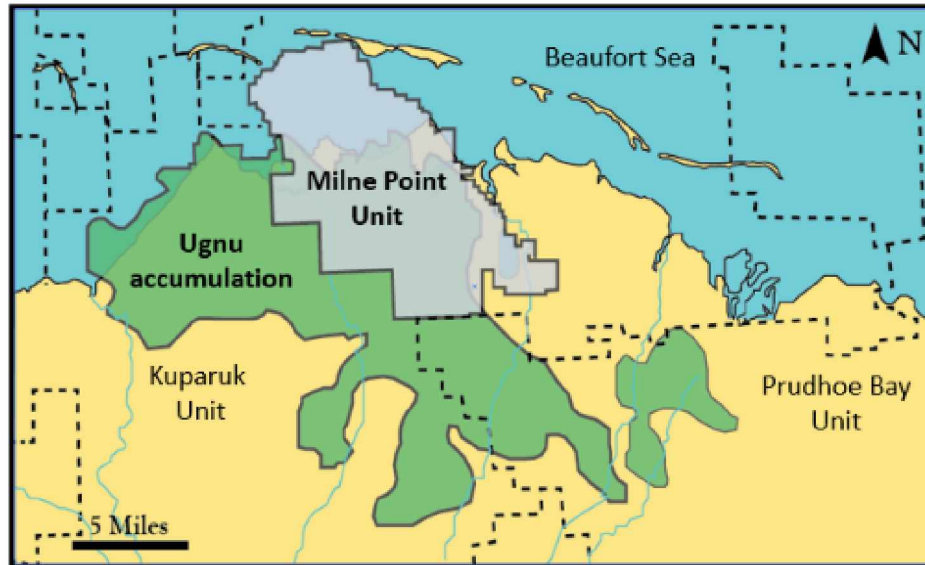 Beaufort Sea
N
Milne Point
Unit
Ugnu
accumulation
Kuparuk
Unit
Prudhoe Bay
Unit
5 Miles